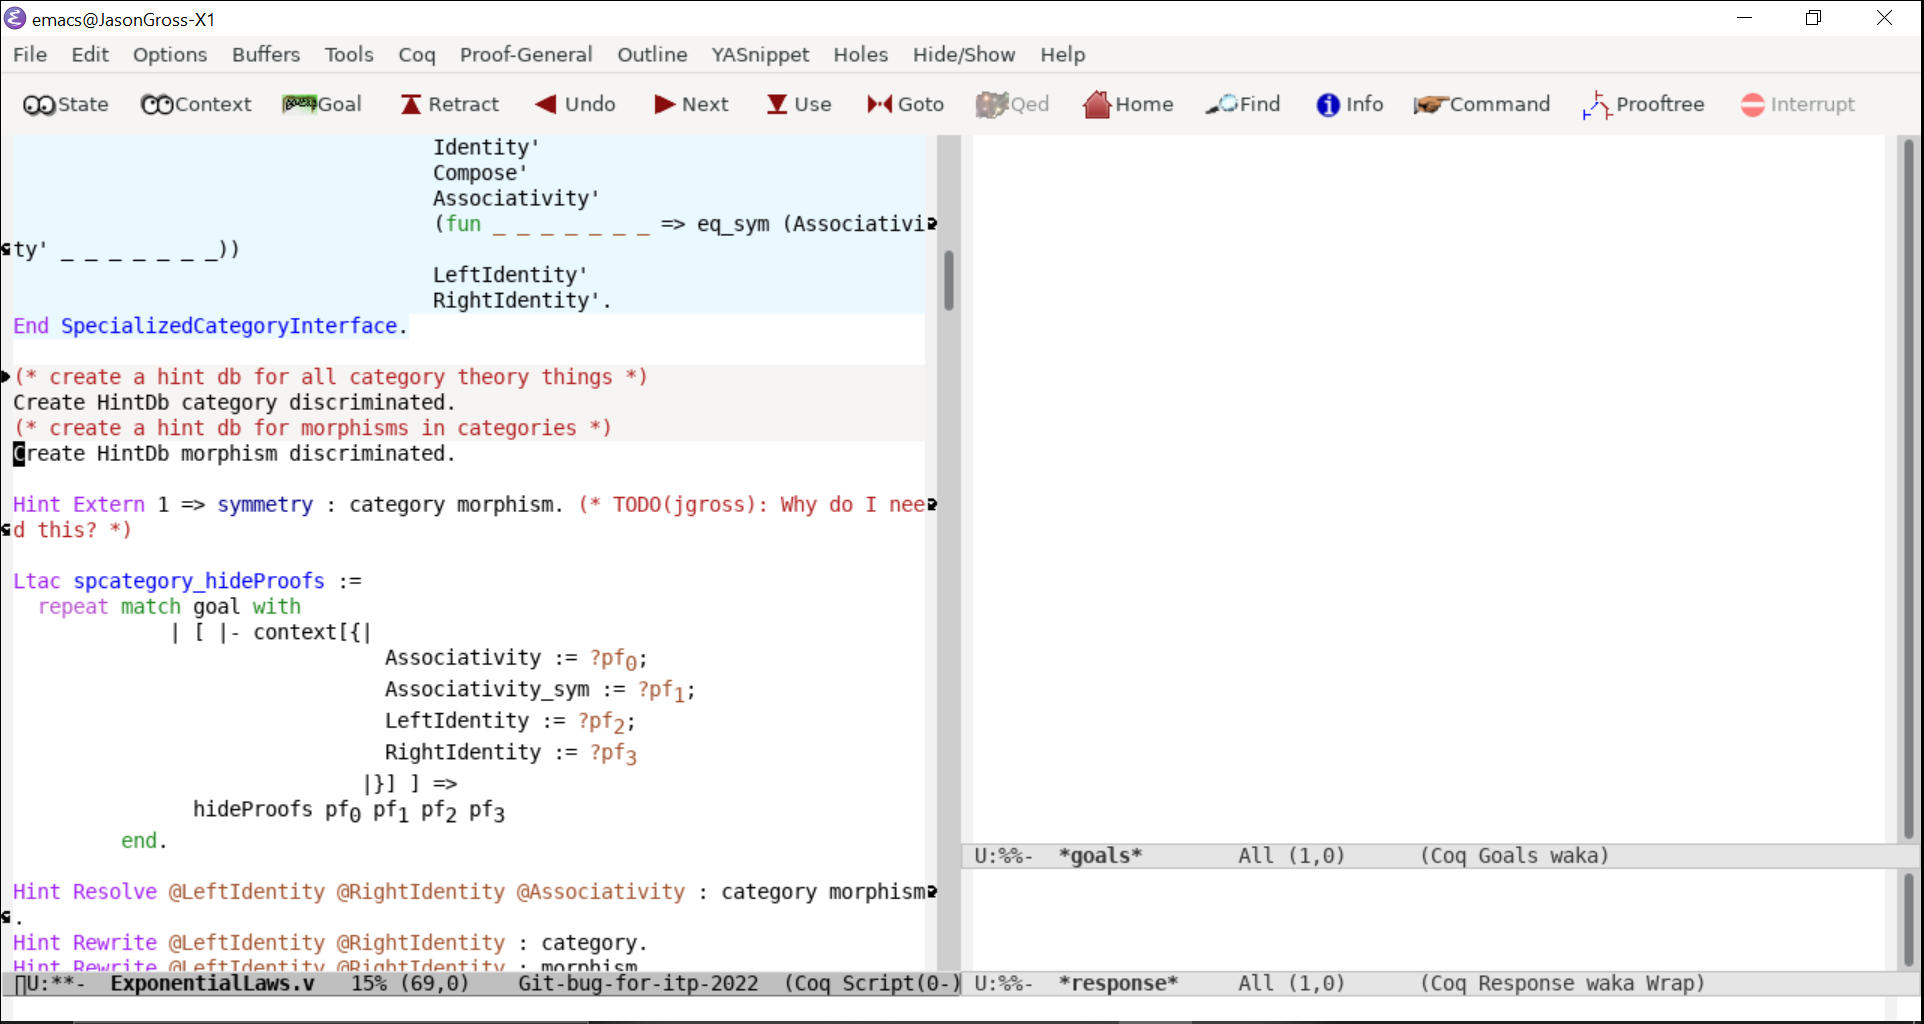 emacs@JasonGross-X1
File Edit Options Buffers Tools Coq Proof-General Outline YASnippet Holes Hide/Show Help
State Context Goal Retract Undo Next Use Goto Qed Home Find Info Command Prooftree Interrupt
Identity'
Compose'
Associativity'
(fun _ _ _ _ _ _ _ => eq_sym (Associativi
ty' _ _ _ _ _ _ _))
LeftIdentity'
RightIdentity'.
End SpecializedCategoryInterface.
(* create a hint db for all category theory things *)
Create HintDb category discriminated.
(* create a hint db for morphisms in categories *)
Create HintDb morphism discriminated.
Hint Extern 1 => symmetry : category morphism. (* TODO(jgross): Why do I nee
d this? *)
Ltac spcategory_hideProofs :=
repeat match goal with
| [ |- context[{|
Associativity := ?pf0;
Associativity_sym := ?pf1;
LeftIdentity := ?pf2;
RightIdentity := ?pf3
|}] ] =>
hideProofs pf0 pf1 pf2 pf3
end.
Hint Resolve @LeftIdentity @RightIdentity @Associativity : category morphism
.
Hint Rewrite @LeftIdentity @RightIdentity : category.
Hint Rewrite @LeftIdentity @RightIdentity : morphism
U:**- ExponentialLaws.v 15% (69,0) Git-bug-for-itp-2022 (Coq Script(0-)
U:%%- *goals* All (1,0) (Coq Goals waka)
U:%%- *response* All (1,0) (Coq Response waka Wrap)